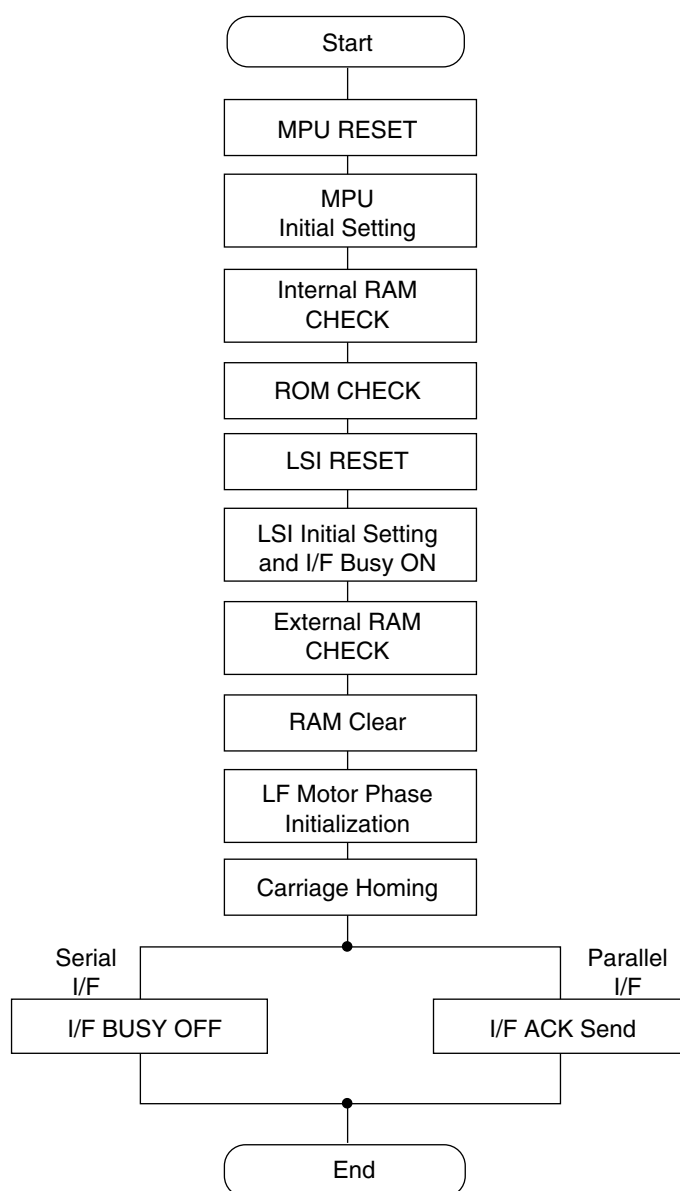 Start
MPU RESET
MPU
Initial Setting
Internal RAM
CHECK
ROM CHECK
LSI RESET
LSI Initial Setting
and I/F Busy ON
External RAM
CHECK
RAM Clear
LF Motor Phase
Initialization
Carriage Homing
Serial
I/F
I/F BUSY OFF
Parallel
I/F
I/F ACK Send
End